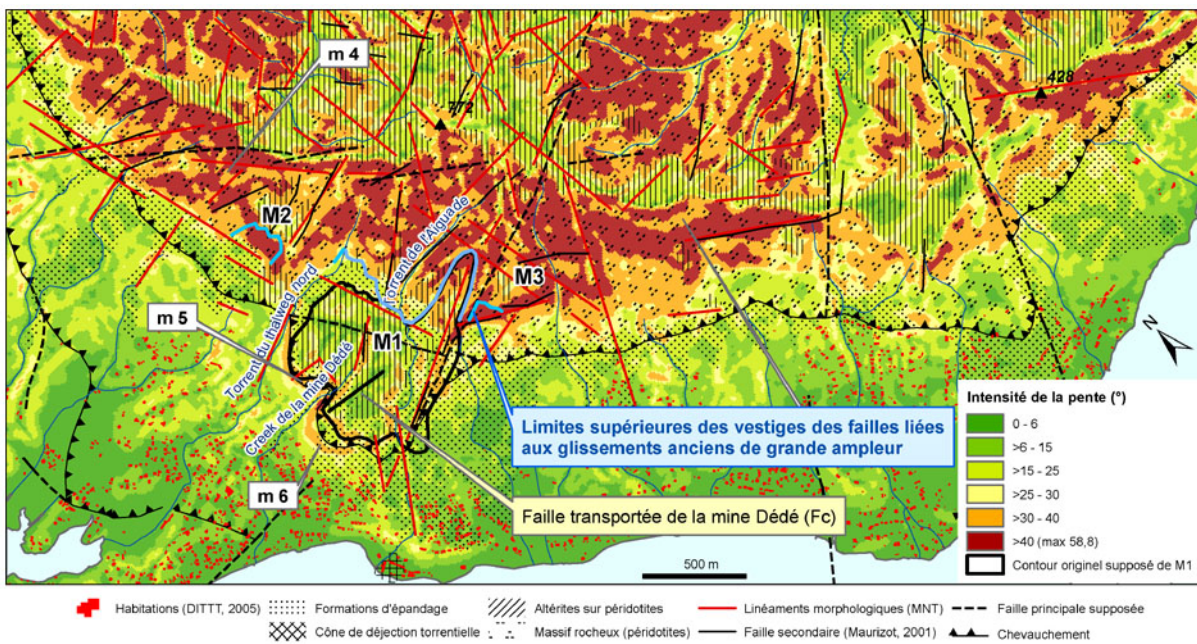 m 4
772
428
M2
Torrent de l'Aiguade
M3
Torrent du thalweg nord
m 5
M1
N
Creek de la mine Dédé
Limites supérieures des vestiges des failles liées
aux glissements anciens de grande ampleur
m 6
Faille transportée de la mine Dédé (Fc)
500 m
Intensité de la pente (°)
0 - 6
>6 - 15
>15 - 25
>25 - 30
>30 - 40
>40 (max 58,8)
Contour originel supposé de M1
Habitations (DITTT, 2005)
Formations d'épandage
Altérites sur péridotites
Linéaments morphologiques (MNT)
Faille principale supposée
Cône de déjection torrentielle
Massif rocheux (péridotites)
Faille secondaire (Maurizot, 2001)
Chevauchement